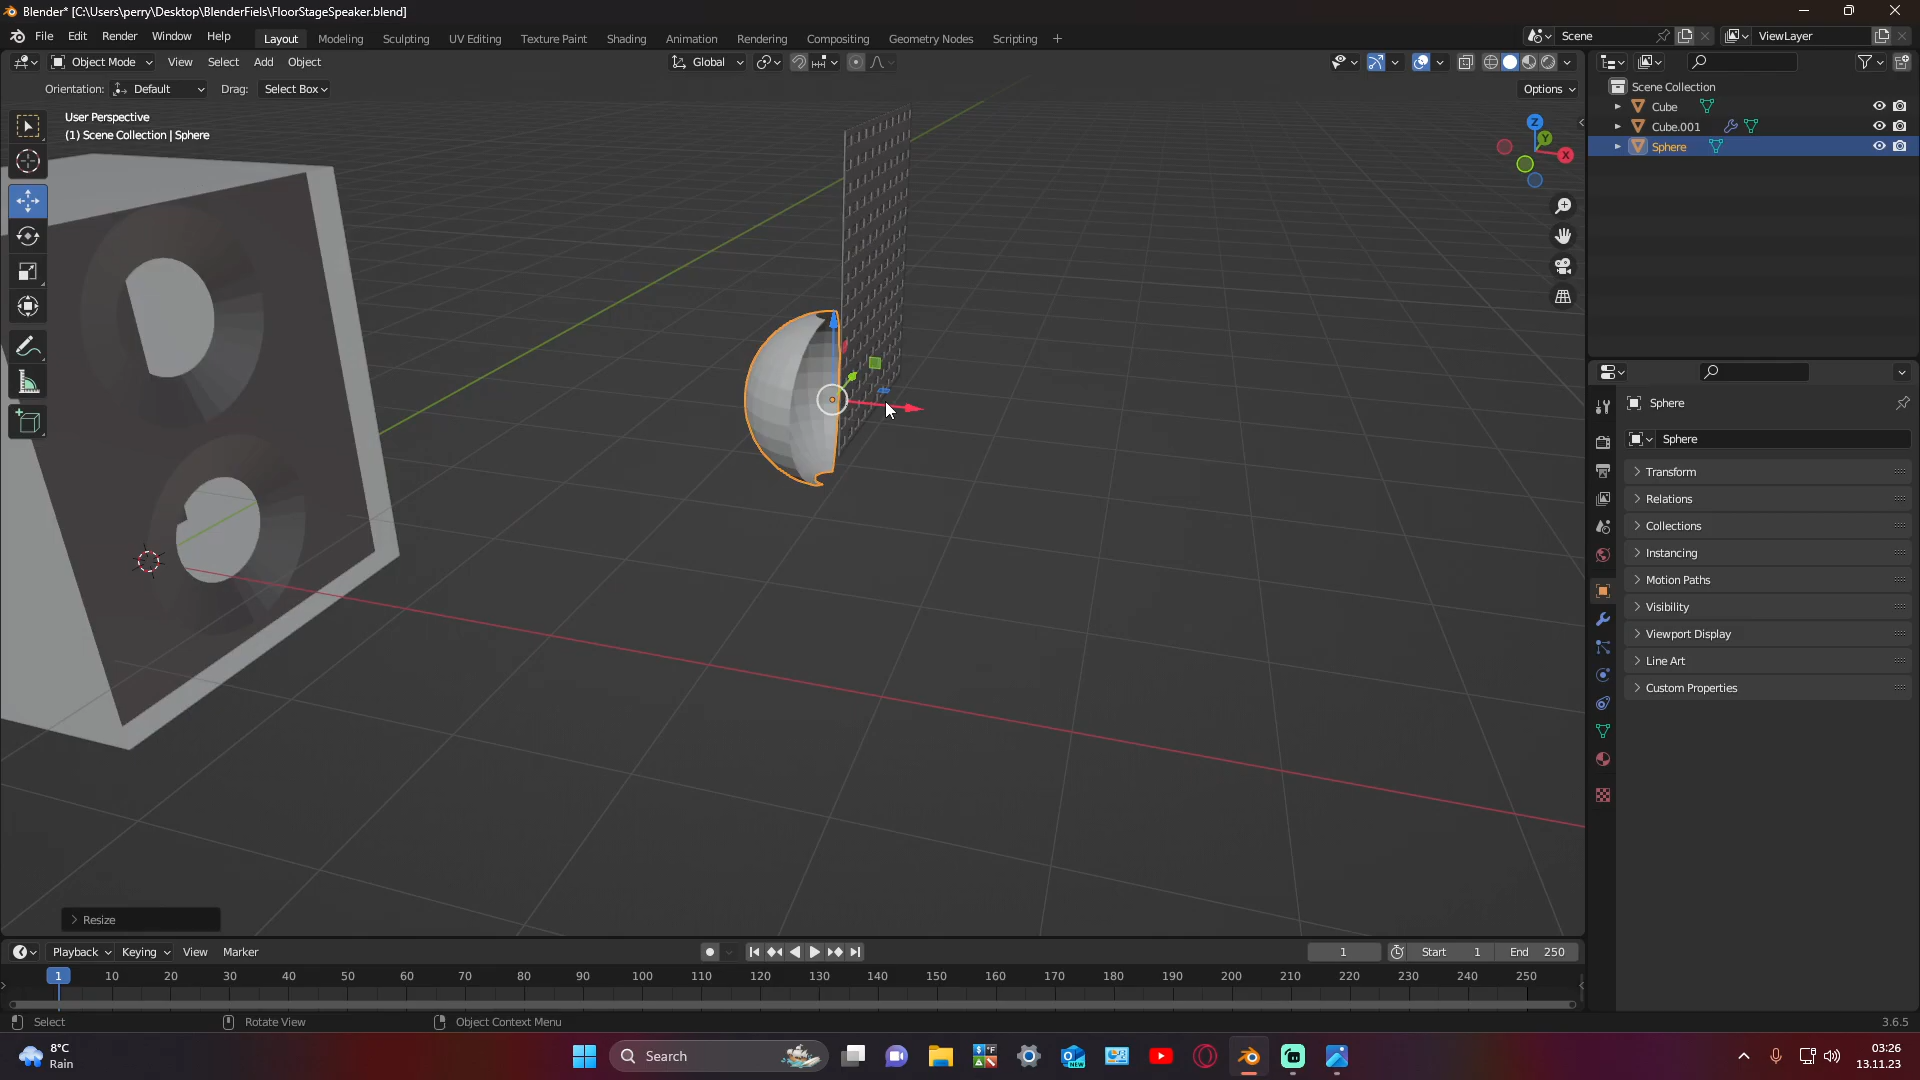 Blender* [C:\Users\perry\Desktop\BlenderFiels\FloorStageSpeaker.blend]
File Edit Render Window Help Layout Modeling Sculpting UV Editing Texture Paint Shading Animation Rendering Compositing Geometry Nodes Scripting + Scene ViewLayer
Object Mode View Select Add Object Global
Orientation: Default Drag: Select Box Options
User Perspective
(1) Scene Collection | Sphere
Z
Y
X
Scene Collection
Cube
Cube.001
Sphere
Sphere
Sphere
Transform
Relations
Collections
Instancing
Motion Paths
Visibility
Viewport Display
Line Art
Custom Properties
Resize
Playback Keying View Marker 1 Start 1 End 250
1 10 20 30 40 50 60 70 80 90 100 110 120 130 140 150 160 170 180 190 200 210 220 230 240 250
Select Rotate View Object Context Menu 3.6.5
8°C
Rain
Search
NEW
03:26
13.11.23